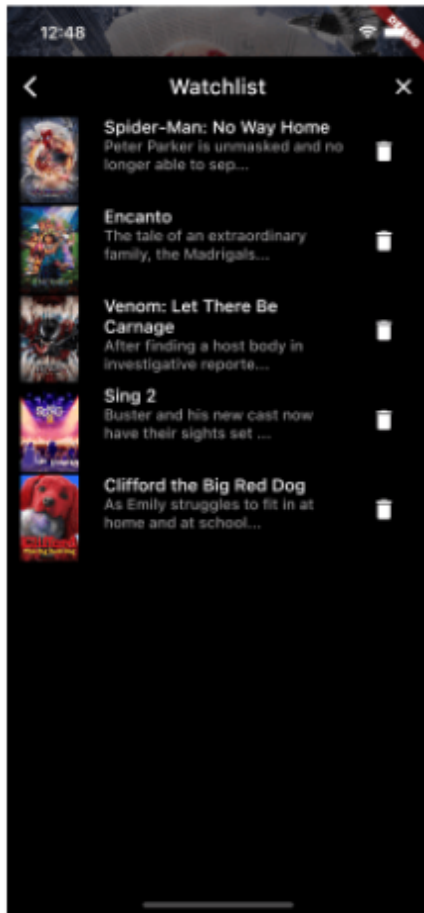 12:48
DEBUG
Watchlist
Spider-Man: No Way Home
Peter Parker is unmasked and no
longer able to sep...
Encanto
The tale of an extraordinary
family, the Madrigals...
Venom: Let There Be
Carnage
After finding a host body in
investigative reporte...
Sing 2
Buster and his new cast now
have their sights set ...
Clifford the Big Red Dog
As Emily struggles to fit in at
home and at school...